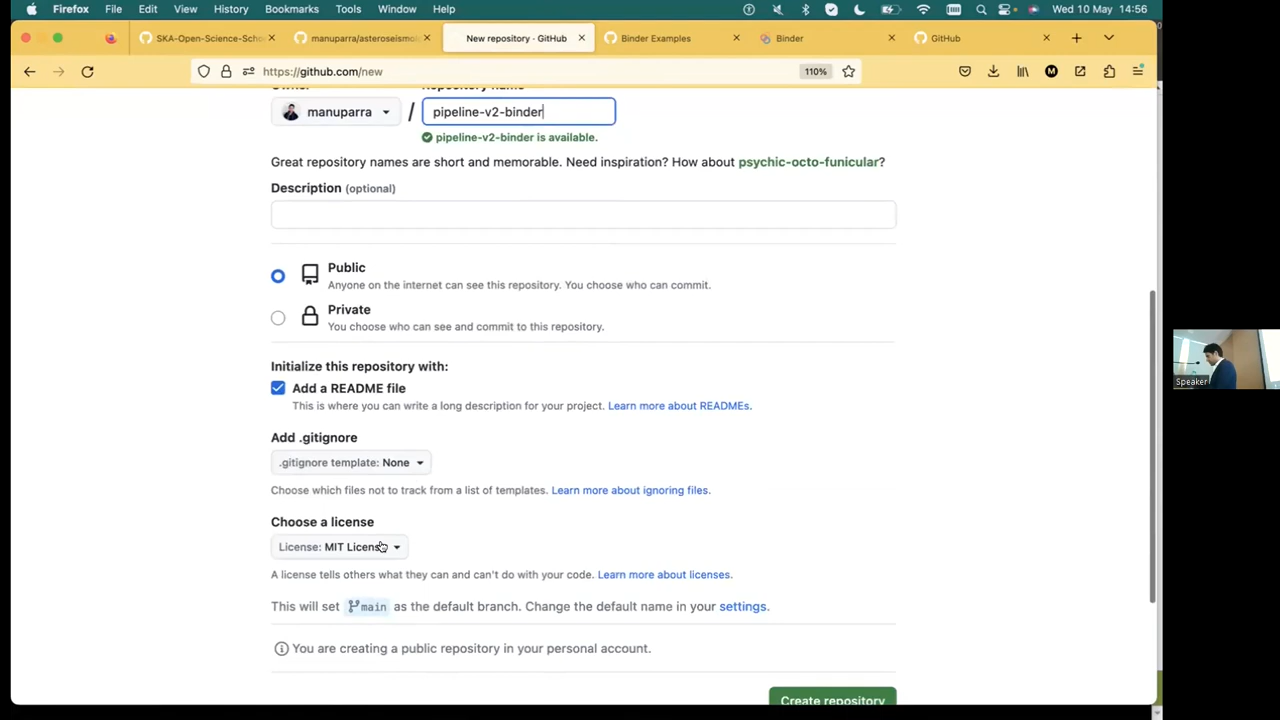 Firefox File Edit View History Bookmarks Tools Window Help Wed 10 May 14:56
SKA-Open-Science-Scho manuparra/asteroseismol New repository · GitHub Binder Examples Binder GitHub
https://github.com/new 110%
Owner Repository name
manuparra / pipeline-v2-binder
pipeline-v2-binder is available.
Great repository names are short and memorable. Need inspiration? How about psychic-octo-funicular?
Description (optional)
Public
Anyone on the internet can see this repository. You choose who can commit.
Private
You choose who can see and commit to this repository.
Initialize this repository with:
Add a README file
This is where you can write a long description for your project. Learn more about READMEs.
Add .gitignore
.gitignore template: None
Choose which files not to track from a list of templates. Learn more about ignoring files.
Choose a license
License: MIT License
A license tells others what they can and can't do with your code. Learn more about licenses.
This will set main as the default branch. Change the default name in your settings.
You are creating a public repository in your personal account.
Create repository
Speaker